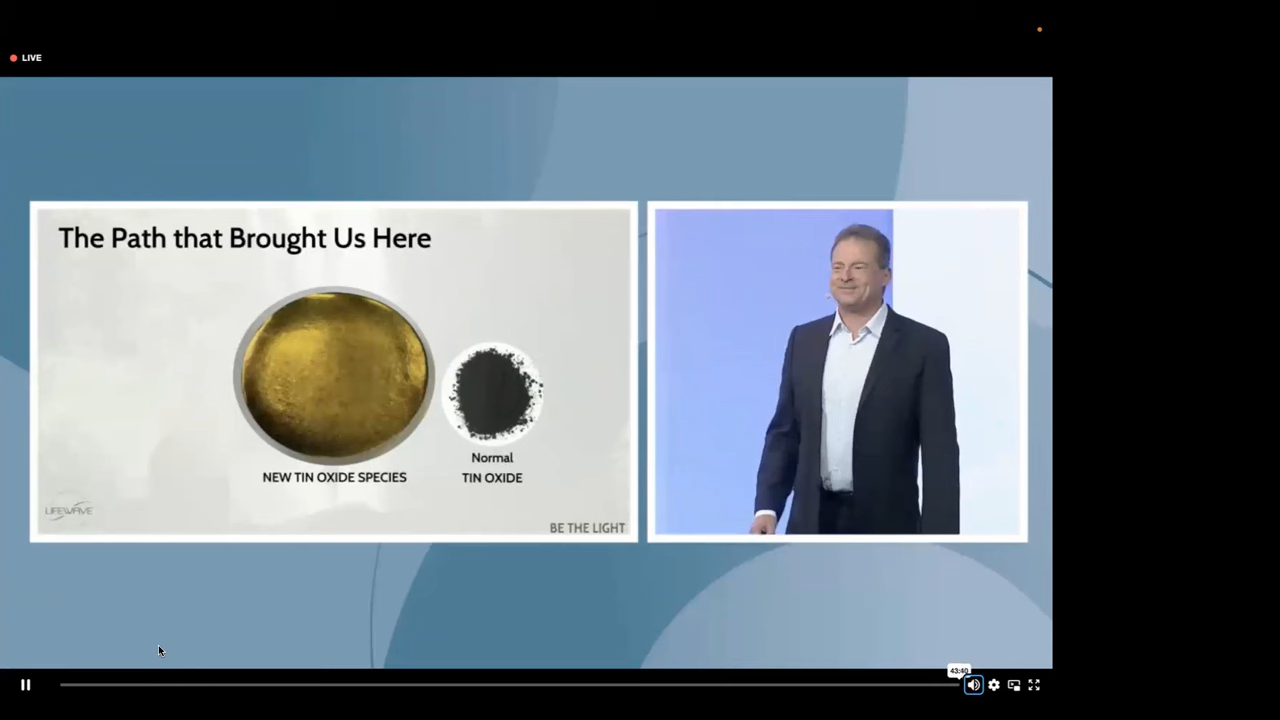 LIVE
The Path that Brought Us Here
NEW TIN OXIDE SPECIES
Normal
TIN OXIDE
LIFEWAVE
BE THE LIGHT
43:40